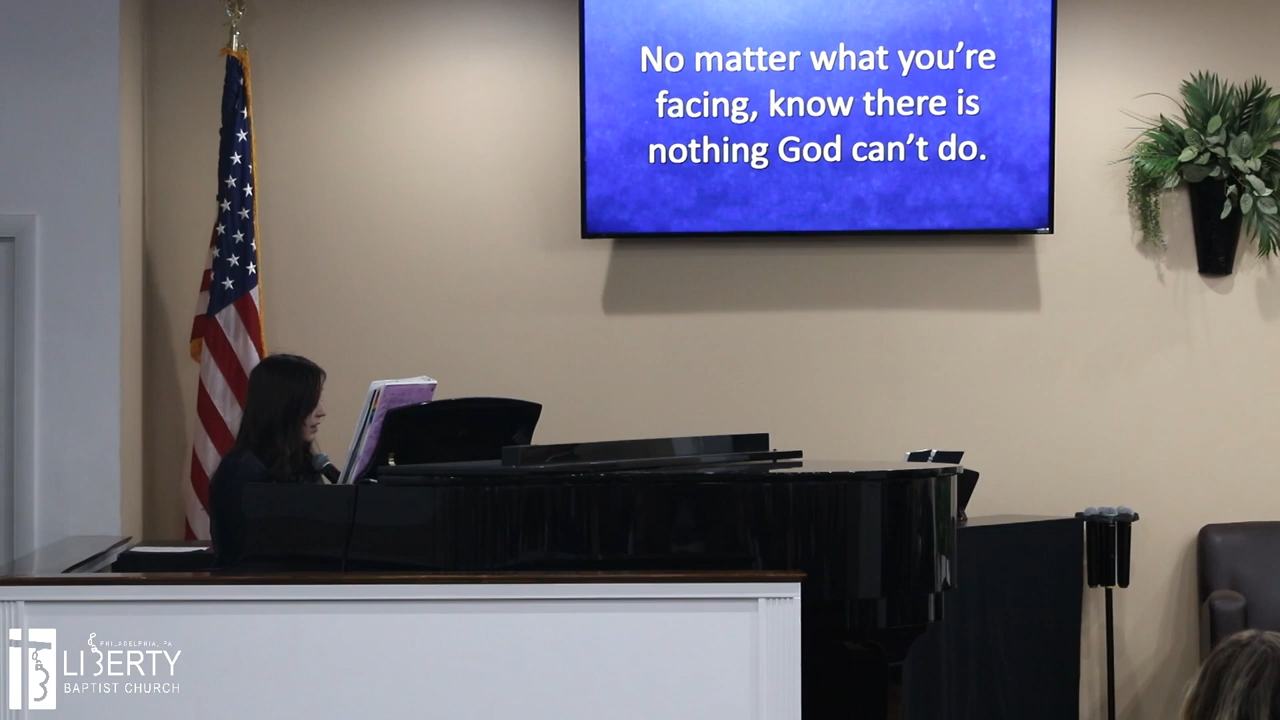 No matter what you’re
facing, know there is
nothing God can’t do.
PHILADELPHIA, PA
LIBERTY
BAPTIST CHURCH